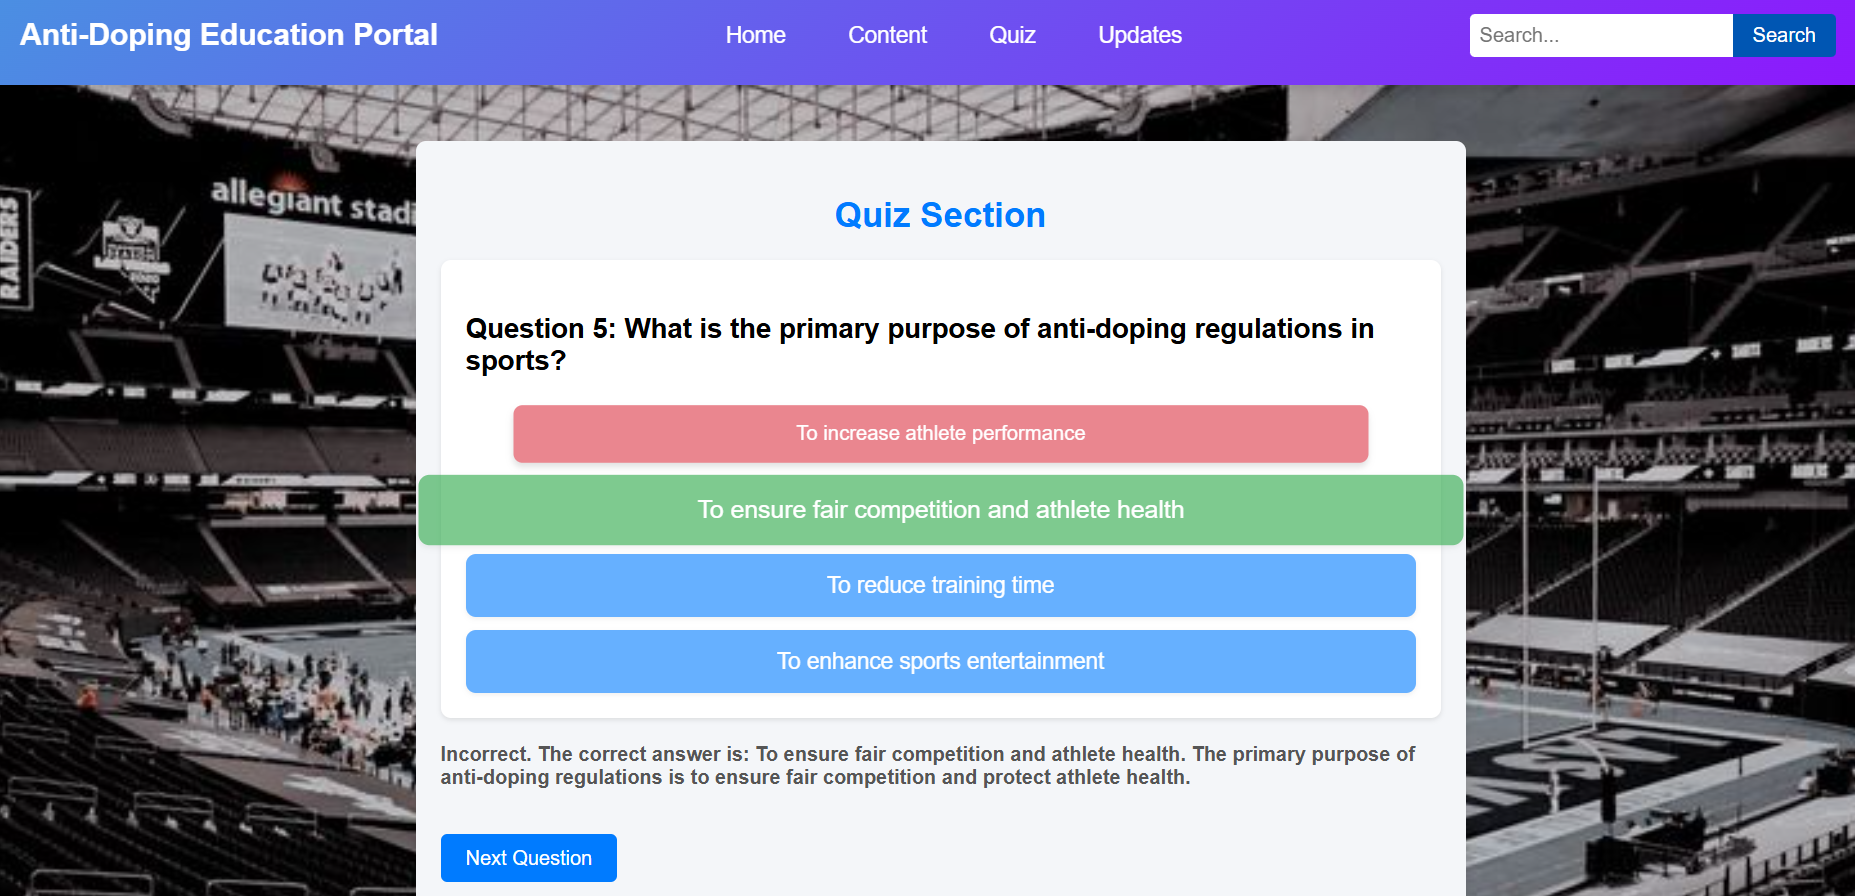 Anti-Doping Education Portal
Home
Content
Quiz
Updates
Search...
Search
allegiant stadi
RAIDERS
Quiz Section
Question 5: What is the primary purpose of anti-doping regulations in
sports?
To increase athlete performance
To ensure fair competition and athlete health
To reduce training time
To enhance sports entertainment
Incorrect. The correct answer is: To ensure fair competition and athlete health. The primary purpose of
anti-doping regulations is to ensure fair competition and protect athlete health.
Next Question